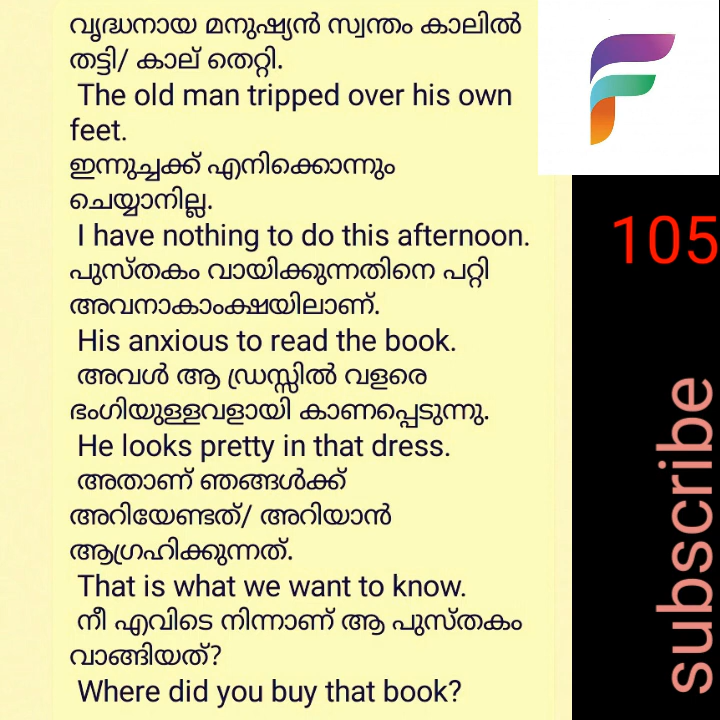 വൃദ്ധനായ മനുഷ്യൻ സ്വന്തം കാലിൽ
തട്ടി/ കാല് തെറ്റി.
The old man tripped over his own
feet.
ഇന്നുച്ചക്ക് എനിക്കൊന്നും
ചെയ്യാനില്ല.
I have nothing to do this afternoon.
പുസ്തകം വായിക്കുന്നതിനെ പറ്റി
അവനാകാംക്ഷയിലാണ്.
His anxious to read the book.
അവൾ ആ ഡ്രസ്സിൽ വളരെ
ഭംഗിയുള്ളവളായി കാണപ്പെടുന്നു.
He looks pretty in that dress.
അതാണ് ഞങ്ങൾക്ക്
അറിയേണ്ടത്/ അറിയാൻ
ആഗ്രഹിക്കുന്നത്.
That is what we want to know.
നീ എവിടെ നിന്നാണ് ആ പുസ്തകം
വാങ്ങിയത്?
Where did you buy that book?
F
105
subscribe